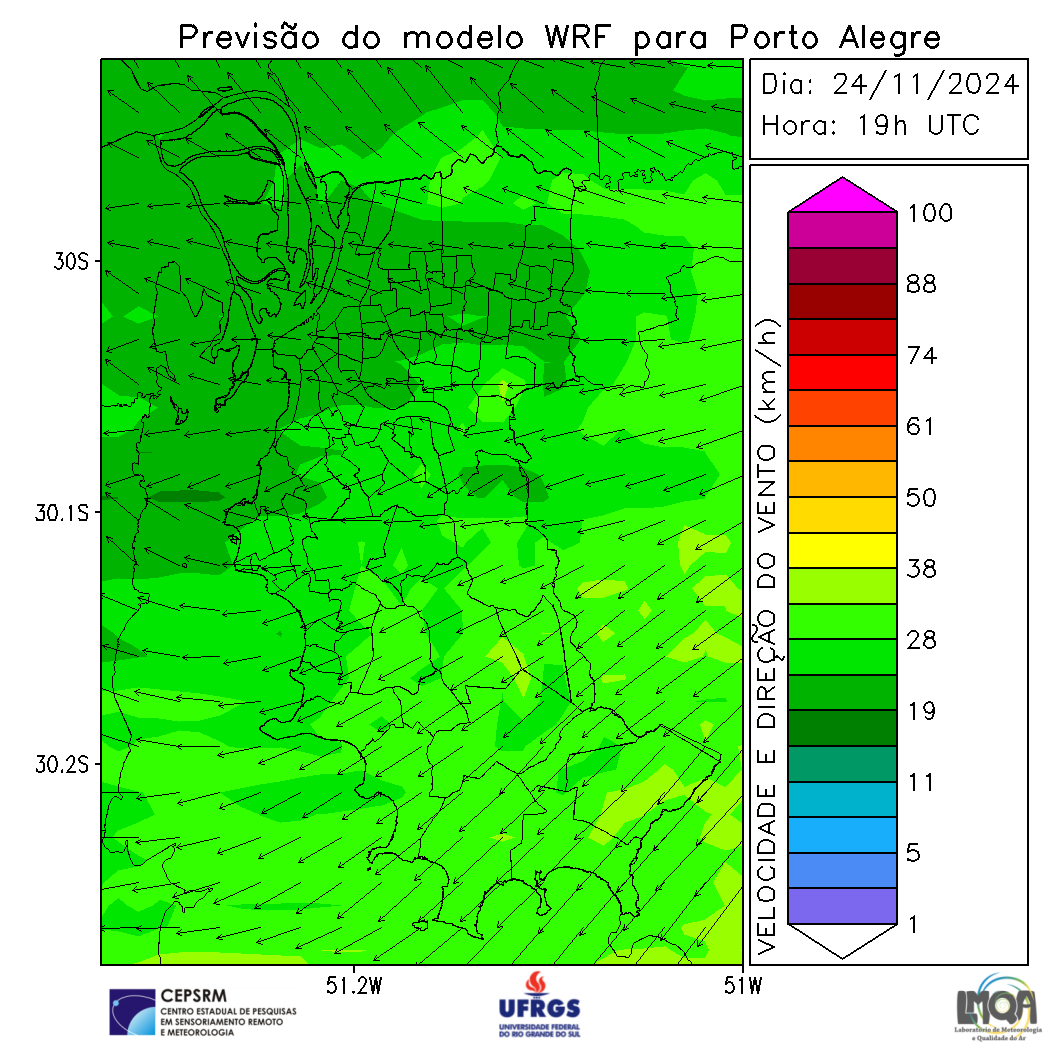 Previsão do modelo WRF para Porto Alegre
Dia: 24/11/2024
Hora: 19h UTC
30S
30.1S
30.2S
51.2W
51W
VELOCIDADE E DIREÇÃO DO VENTO (km/h)
100
88
74
61
50
38
28
19
11
5
1
CEPSRM
CENTRO ESTADUAL DE PESQUISAS
EM SENSORIAMENTO REMOTO
E METEOROLOGIA
UFRGS
UNIVERSIDADE FEDERAL
DO RIO GRANDE DO SUL
LMQA
Laboratório de Meteorologia
e Qualidade do Ar